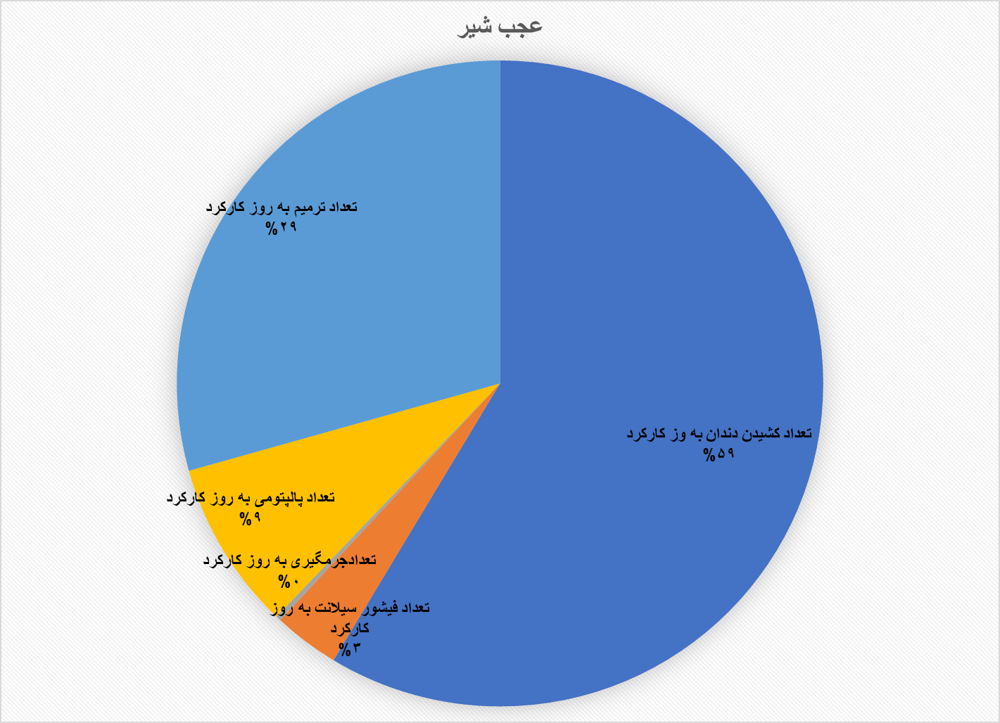 عجب شیر
تعداد ترمیم به روز کارکرد
%۲۹
تعداد کشیدن دندان به وز کارکرد
%۵۹
تعداد پالپتومی به روز کارکرد
%۹
تعدادجرمگیری به روز کارکرد
%۰
تعداد فیشور سیلانت به روز
کارکرد
%۳